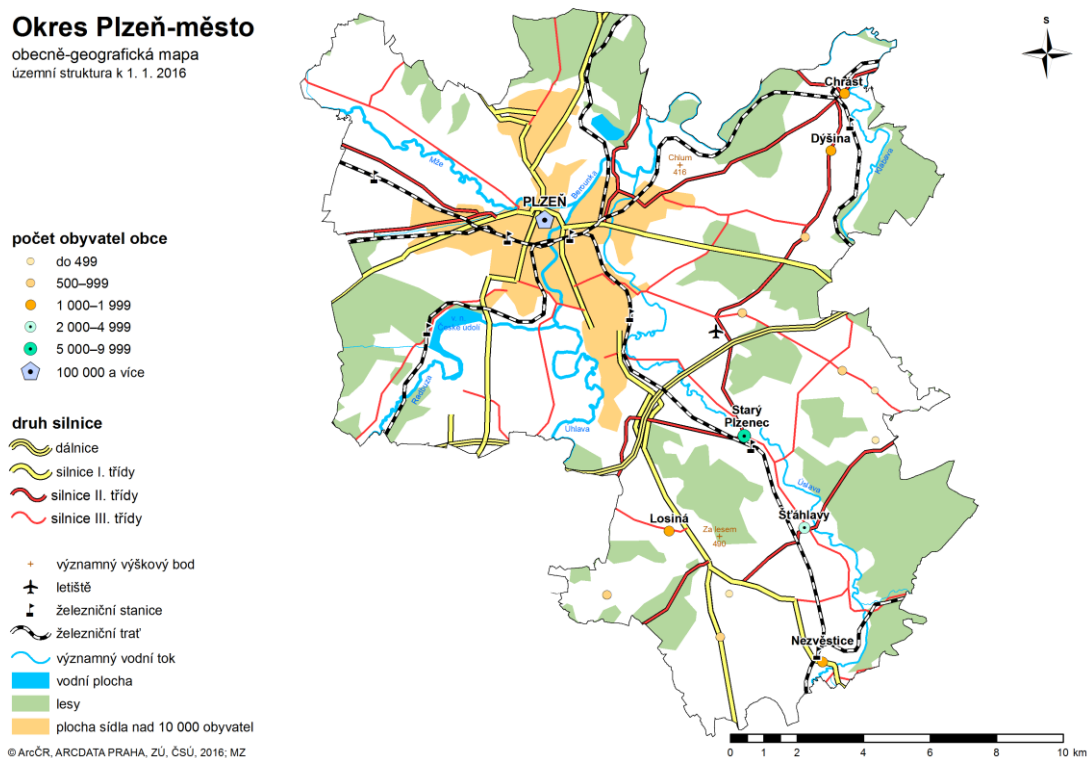 Okres Plzeň-město
obecně-geografická mapa
územní struktura k 1. 1. 2016
S
Chrást
Dýšina
Klabava
Mže
Chlum
416
Berounka
PLZEŇ
počet obyvatel obce
do 499
500–999
1 000–1 999
2 000–4 999
5 000–9 999
100 000 a více
v. n.
České údolí
Radbuza
Úhlava
Starý
Plzenec
Úslava
Šťáhlavy
Losiná
Za lesem
490
Nezvěstice
druh silnice
dálnice
silnice I. třídy
silnice II. třídy
silnice III. třídy
významný výškový bod
letiště
železniční stanice
železniční trať
významný vodní tok
vodní plocha
lesy
plocha sídla nad 10 000 obyvatel
© ArcČR, ARCDATA PRAHA, ZÚ, ČSÚ, 2016; MZ
0 1 2 4 6 8 10 km